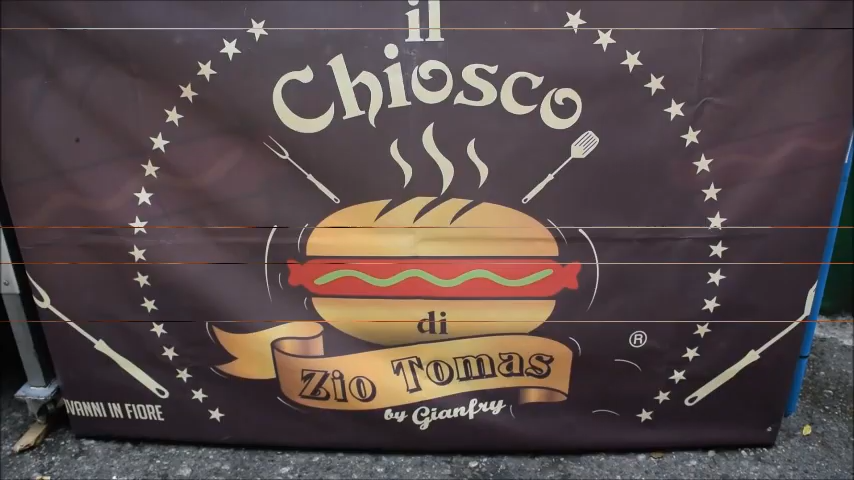 il
Chiosco
di
Zio Tomas
by Gianfry
®
VANNI IN FIORE